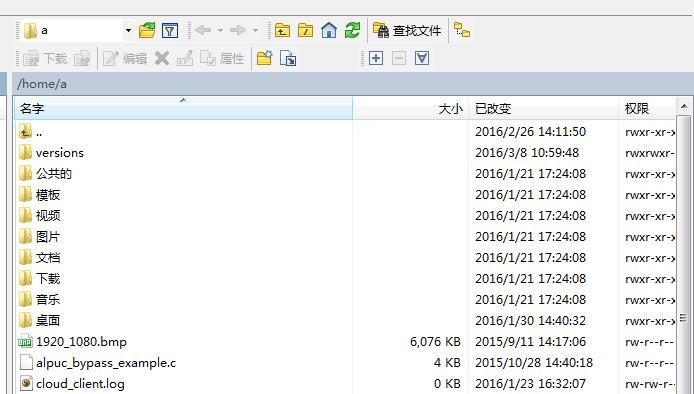 a 查找文件
下载 编辑 属性
/home/a
名字 大小 已改变 权限
.. 2016/2/26 14:11:50 rwxr-xr-x
versions 2016/3/8 10:59:48 rwxrwxr-
公共的 2016/1/21 17:24:08 rwxr-xr-x
模板 2016/1/21 17:24:08 rwxr-xr-x
视频 2016/1/21 17:24:08 rwxr-xr-x
图片 2016/1/21 17:24:08 rwxr-xr-x
文档 2016/1/21 17:24:08 rwxr-xr-x
下载 2016/1/21 17:24:08 rwxr-xr-x
音乐 2016/1/21 17:24:08 rwxr-xr-x
桌面 2016/1/30 14:40:32 rwxr-xr-x
1920_1080.bmp 6,076 KB 2015/9/11 14:17:06 rw-r--r--
alpuc_bypass_example.c 4 KB 2015/10/28 14:40:18 rw-r--r--
cloud_client.log 0 KB 2016/1/23 16:32:07 rw-rw-r--